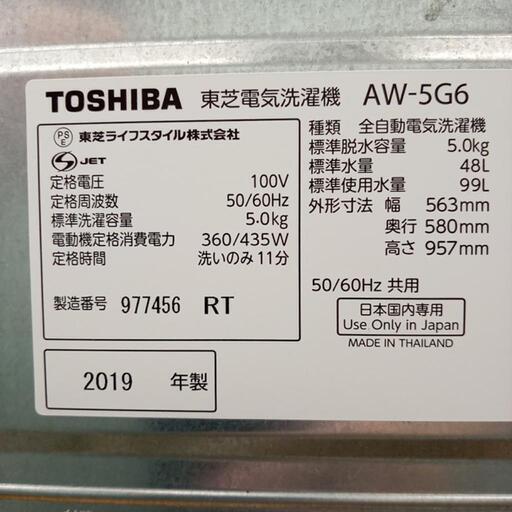 TOSHIBA 東芝電気洗濯機 AW-5G6
PS
E
東芝ライフスタイル株式会社
S JET
定格電圧 100V
定格周波数 50/60Hz
標準洗濯容量 5.0kg
電動機定格消費電力 360/435W
定格時間 洗いのみ11分
製造番号 977456 RT
2019 年製
種類 全自動電気洗濯機
標準脱水容量 5.0kg
標準水量 48L
標準使用水量 99L
外形寸法 幅 563mm
奥行 580mm
高さ 957mm
50/60Hz 共用
日本国内専用
Use Only in Japan
MADE IN THAILAND